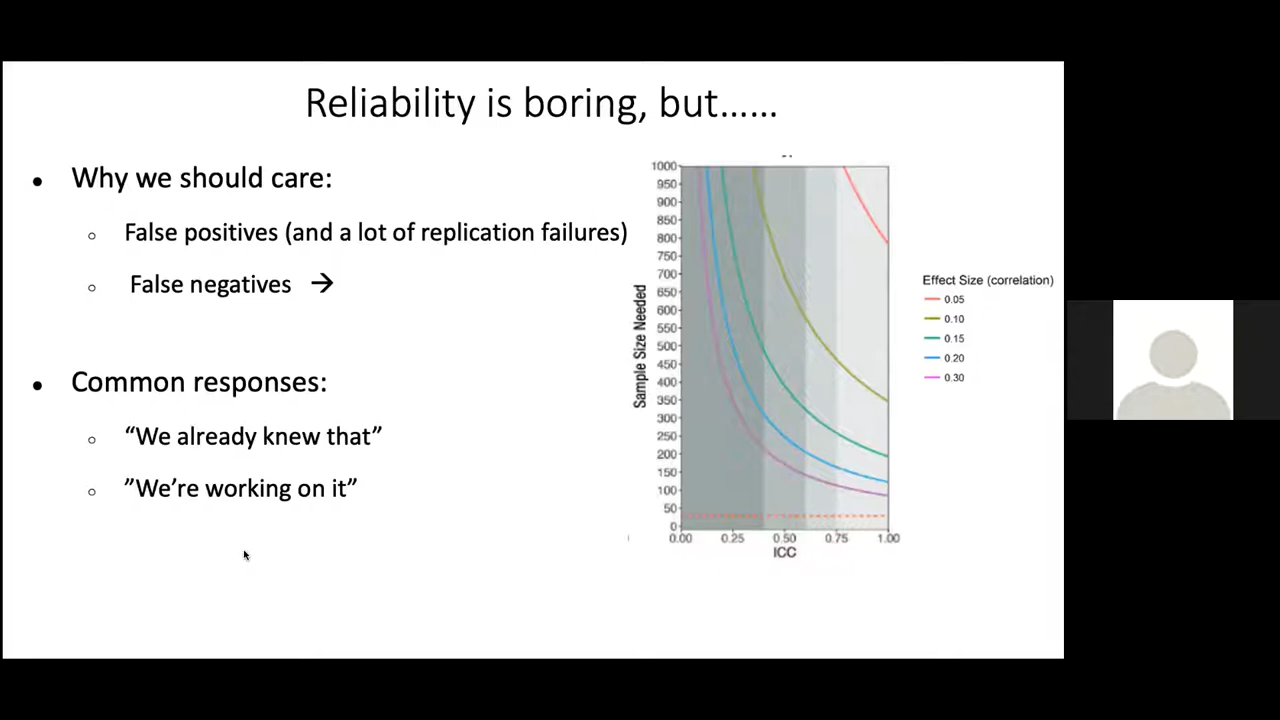 Reliability is boring, but......
• Why we should care:
○ False positives (and a lot of replication failures)
○ False negatives →
• Common responses:
○ “We already knew that”
○ ”We’re working on it”
Sample Size Needed
1000
950
900
850
800
750
700
650
600
550
500
450
400
350
300
250
200
150
100
50
0
0.00 0.25 0.50 0.75 1.00
ICC
Effect Size (correlation)
0.05
0.10
0.15
0.20
0.30